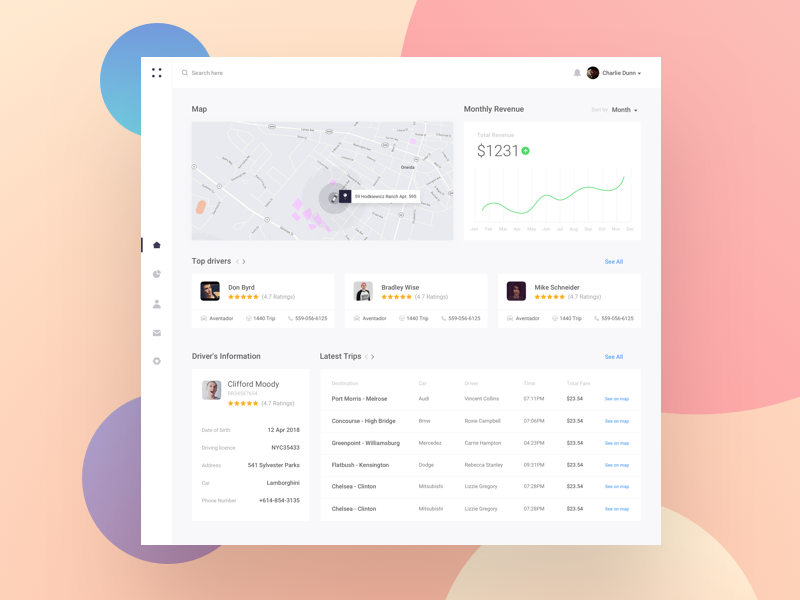 Search here
Charlie Dunn
Map
Monthly Revenue
Sort by Month
Oneida
59 Hodkiewicz Ranch Apt. 595
Total Revenue
$1231
Jan Feb Mar Apr May Jun Jul Aug Sep Oct Nov Dec
Top drivers
See All
Don Byrd
(4.7 Ratings)
Aventador 1440 Trip 559-056-6125
Bradley Wise
(4.7 Ratings)
Aventador 1440 Trip 559-056-6125
Mike Schneider
(4.7 Ratings)
Aventador 1440 Trip 559-056-6125
Driver's Information
Clifford Moody
(4.7 Ratings)
Date of birth 12 Apr 2018
Driving licence NYC35433
Address 541 Sylvester Parks
Car Lamborghini
Phone Number +614-854-3135
Latest Trips
See All
Destination Car Driver Time Total Fare
Port Morris - Melrose Audi Vincent Collins 07:11PM $23.54 See on map
Concourse - High Bridge Bmw Rosie Campbell 07:06PM $23.54 See on map
Greenpoint - Williamsburg Mercedez Carrie Hampton 04:23PM $23.54 See on map
Flatbush - Kensington Dodge Rebecca Stanley 09:31PM $23.54 See on map
Chelsea - Clinton Mitsubishi Lizzie Gregory 07:28PM $23.54 See on map
Chelsea - Clinton Mitsubishi Lizzie Gregory 07:28PM $23.54 See on map